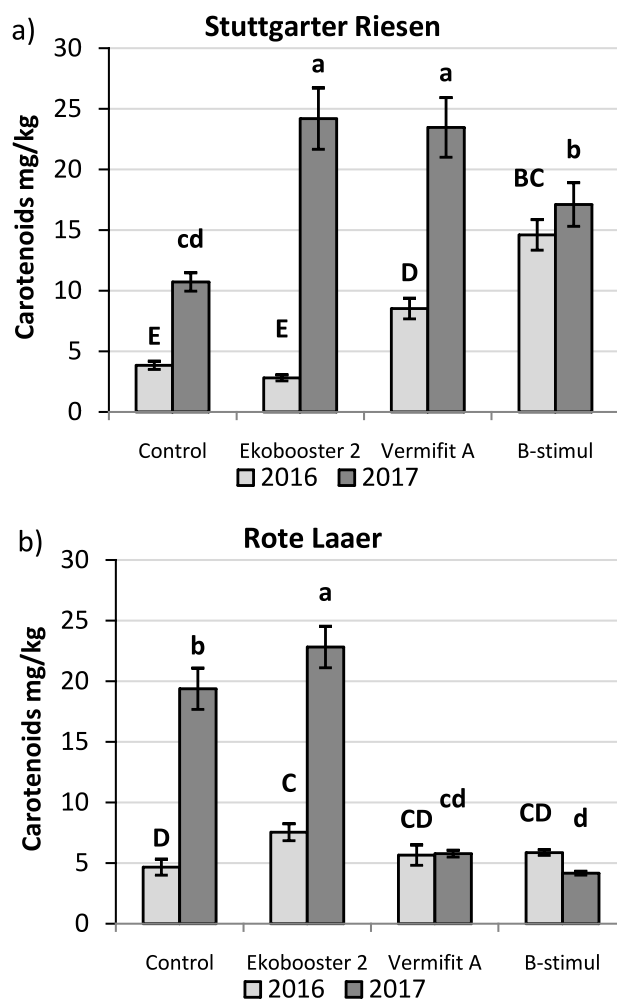 a)
Stuttgarter Riesen
Carotenoids mg/kg
30
25
20
15
10
5
0
E
cd
E
a
D
a
BC
b
Control Ekobooster 2 Vermifit A B-stimul
2016 2017
b)
Rote Laaer
Carotenoids mg/kg
30
25
20
15
10
5
0
D
b
C
a
CD
cd
CD
d
Control Ekobooster 2 Vermifit A B-stimul
2016 2017